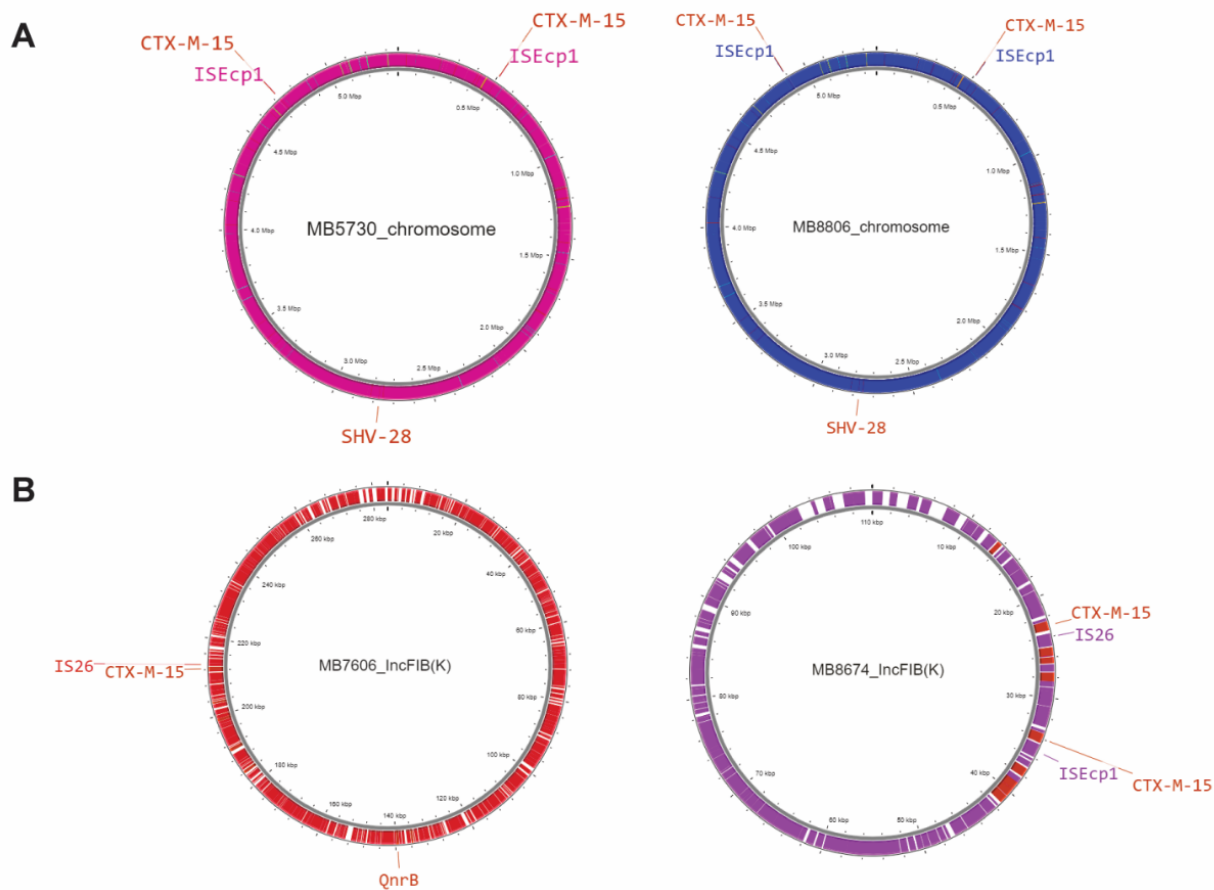 A
CTX-M-15
ISEcp1
CTX-M-15
ISEcp1
5.0 Mbp
0.5 Mbp
4.5 Mbp
1.0 Mbp
MB5730_chromosome
4.0 Mbp
1.5 Mbp
3.5 Mbp
2.0 Mbp
3.0 Mbp
2.5 Mbp
SHV-28
CTX-M-15
ISEcp1
CTX-M-15
ISEcp1
5.0 Mbp
0.5 Mbp
4.5 Mbp
1.0 Mbp
MB8806_chromosome
4.0 Mbp
1.5 Mbp
3.5 Mbp
2.0 Mbp
3.0 Mbp
2.5 Mbp
SHV-28
B
280 kbp
20 kbp
260 kbp
40 kbp
240 kbp
60 kbp
220 kbp
MB7606_IncFIB(K)
IS26
CTX-M-15
80 kbp
200 kbp
100 kbp
180 kbp
120 kbp
160 kbp
140 kbp
QnrB
110 kbp
10 kbp
100 kbp
20 kbp
90 kbp
CTX-M-15
IS26
MB8674_IncFIB(K)
80 kbp
30 kbp
ISEcp1
CTX-M-15
70 kbp
40 kbp
60 kbp
50 kbp